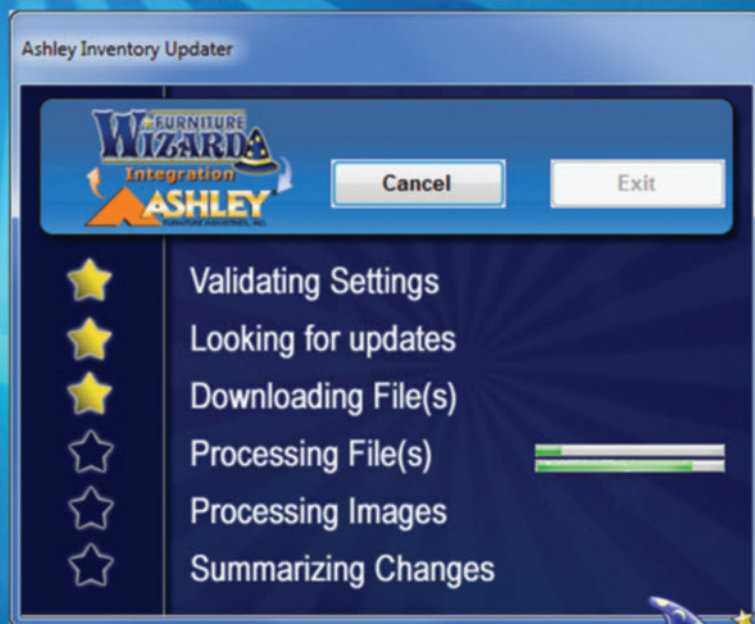 Ashley Inventory Updater
FURNITURE
WIZARD
Integration
ASHLEY
FURNITURE INDUSTRIES, INC.
Cancel
Exit
Validating Settings
Looking for updates
Downloading File(s)
Processing File(s)
Processing Images
Summarizing Changes